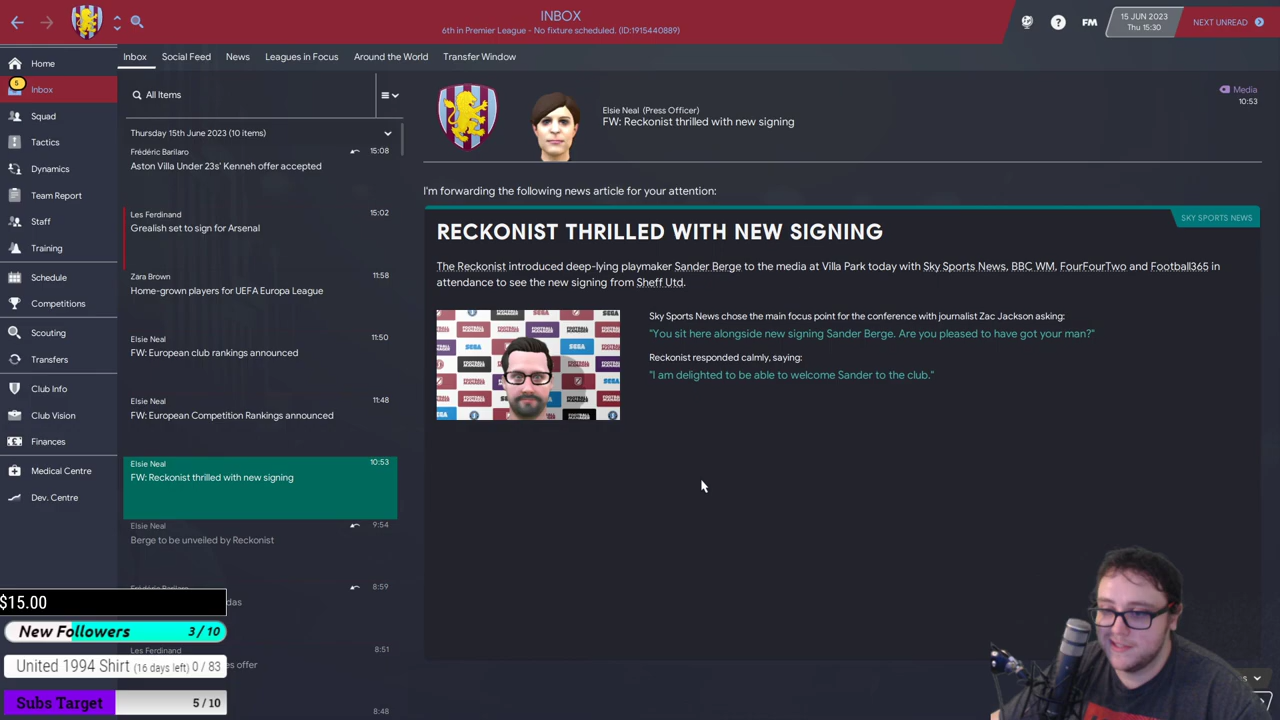 INBOX
6th in Premier League - No fixture scheduled. (ID:1915440889)
FM
15 JUN 2023
Thu 15:30
NEXT UNREAD
Home
5
Inbox
Squad
Tactics
Dynamics
Team Report
Staff
Training
Schedule
Competitions
Scouting
Transfers
Club Info
Club Vision
Finances
Medical Centre
Dev. Centre
Inbox Social Feed News Leagues in Focus Around the World Transfer Window
All Items
Thursday 15th June 2023 (10 items)
Frédéric Barilaro 15:08
Aston Villa Under 23s' Kenneh offer accepted
Les Ferdinand 15:02
Grealish set to sign for Arsenal
Zara Brown 11:58
Home-grown players for UEFA Europa League
Elsie Neal 11:50
FW: European club rankings announced
Elsie Neal 11:48
FW: European Competition Rankings announced
Elsie Neal 10:53
FW: Reckonist thrilled with new signing
Elsie Neal 9:54
Berge to be unveiled by Reckonist
8:59
das
8:51
es offer
8:48
Elsie Neal (Press Officer)
FW: Reckonist thrilled with new signing
Media
10:53
I'm forwarding the following news article for your attention:
SKY SPORTS NEWS
RECKONIST THRILLED WITH NEW SIGNING
The Reckonist introduced deep-lying playmaker Sander Berge to the media at Villa Park today with Sky Sports News, BBC WM, FourFourTwo and Football365 in
attendance to see the new signing from Sheff Utd.
Sky Sports News chose the main focus point for the conference with journalist Zac Jackson asking:
"You sit here alongside new signing Sander Berge. Are you pleased to have got your man?"
Reckonist responded calmly, saying:
"I am delighted to be able to welcome Sander to the club."
SEGA
$15.00
New Followers 3 / 10
United 1994 Shirt (16 days left) 0 / 83
Subs Target 5 / 10